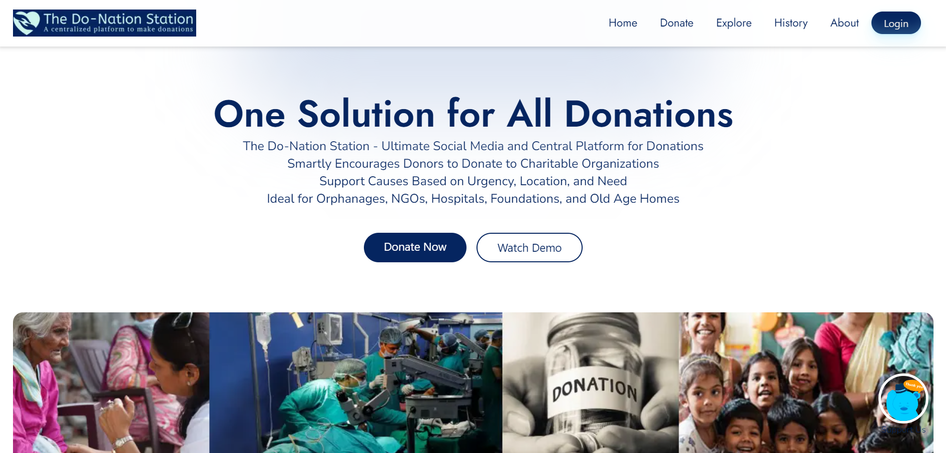 The Do-Nation Station
A centralized platform to make donations
Home
Donate
Explore
History
About
Login
One Solution for All Donations
The Do-Nation Station - Ultimate Social Media and Central Platform for Donations
Smartly Encourages Donors to Donate to Charitable Organizations
Support Causes Based on Urgency, Location, and Need
Ideal for Orphanages, NGOs, Hospitals, Foundations, and Old Age Homes
Donate Now
Watch Demo
DONATION